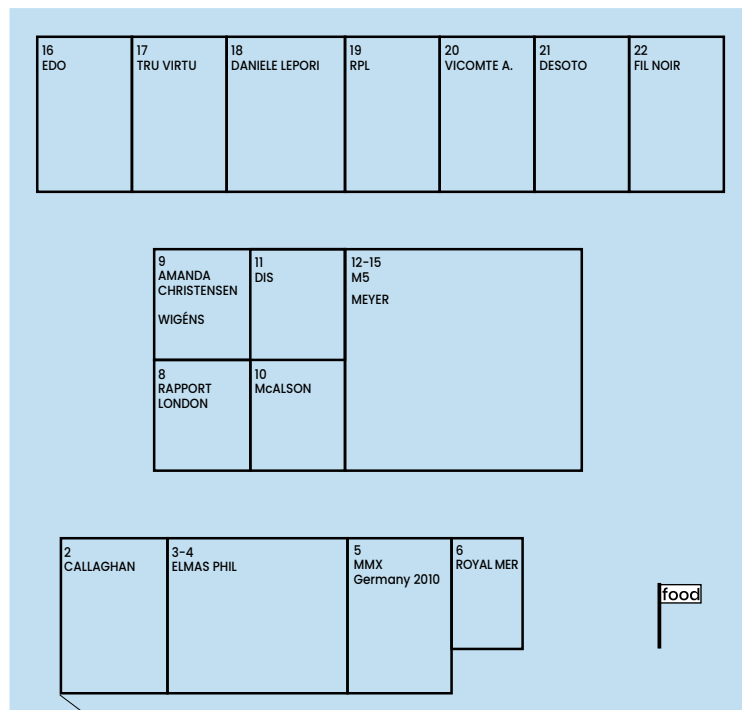 16
EDO
17
TRU VIRTU
18
DANIELE LEPORI
19
RPL
20
VICOMTE A.
21
DESOTO
22
FIL NOIR
9
AMANDA
CHRISTENSEN
WIGÉNS
11
DIS
12-15
M5
MEYER
8
RAPPORT
LONDON
10
McALSON
2
CALLAGHAN
3-4
ELMAS PHIL
5
MMX
Germany 2010
6
ROYAL MER
food